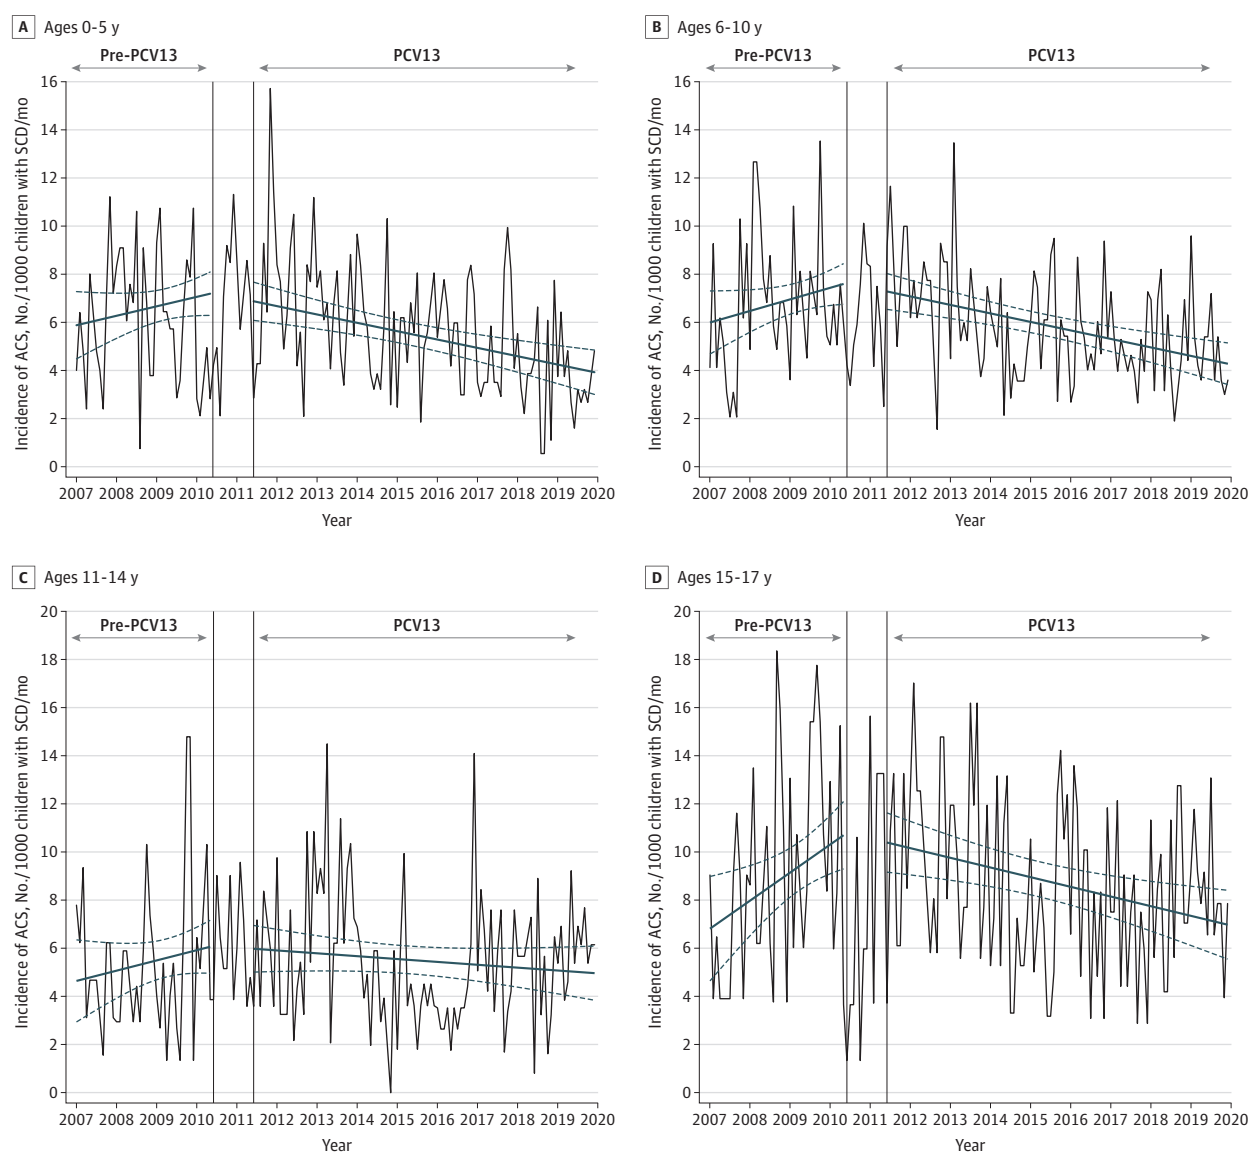 A Ages 0-5 y
Pre-PCV13 PCV13
Incidence of ACS, No./1000 children with SCD/mo
16
14
12
10
8
6
4
2
0
2007 2008 2009 2010 2011 2012 2013 2014 2015 2016 2017 2018 2019 2020
Year
B Ages 6-10 y
Pre-PCV13 PCV13
Incidence of ACS, No./1000 children with SCD/mo
16
14
12
10
8
6
4
2
0
2007 2008 2009 2010 2011 2012 2013 2014 2015 2016 2017 2018 2019 2020
Year
C Ages 11-14 y
Pre-PCV13 PCV13
Incidence of ACS, No./1000 children with SCD/mo
20
18
16
14
12
10
8
6
4
2
0
2007 2008 2009 2010 2011 2012 2013 2014 2015 2016 2017 2018 2019 2020
Year
D Ages 15-17 y
Pre-PCV13 PCV13
Incidence of ACS, No./1000 children with SCD/mo
20
18
16
14
12
10
8
6
4
2
0
2007 2008 2009 2010 2011 2012 2013 2014 2015 2016 2017 2018 2019 2020
Year